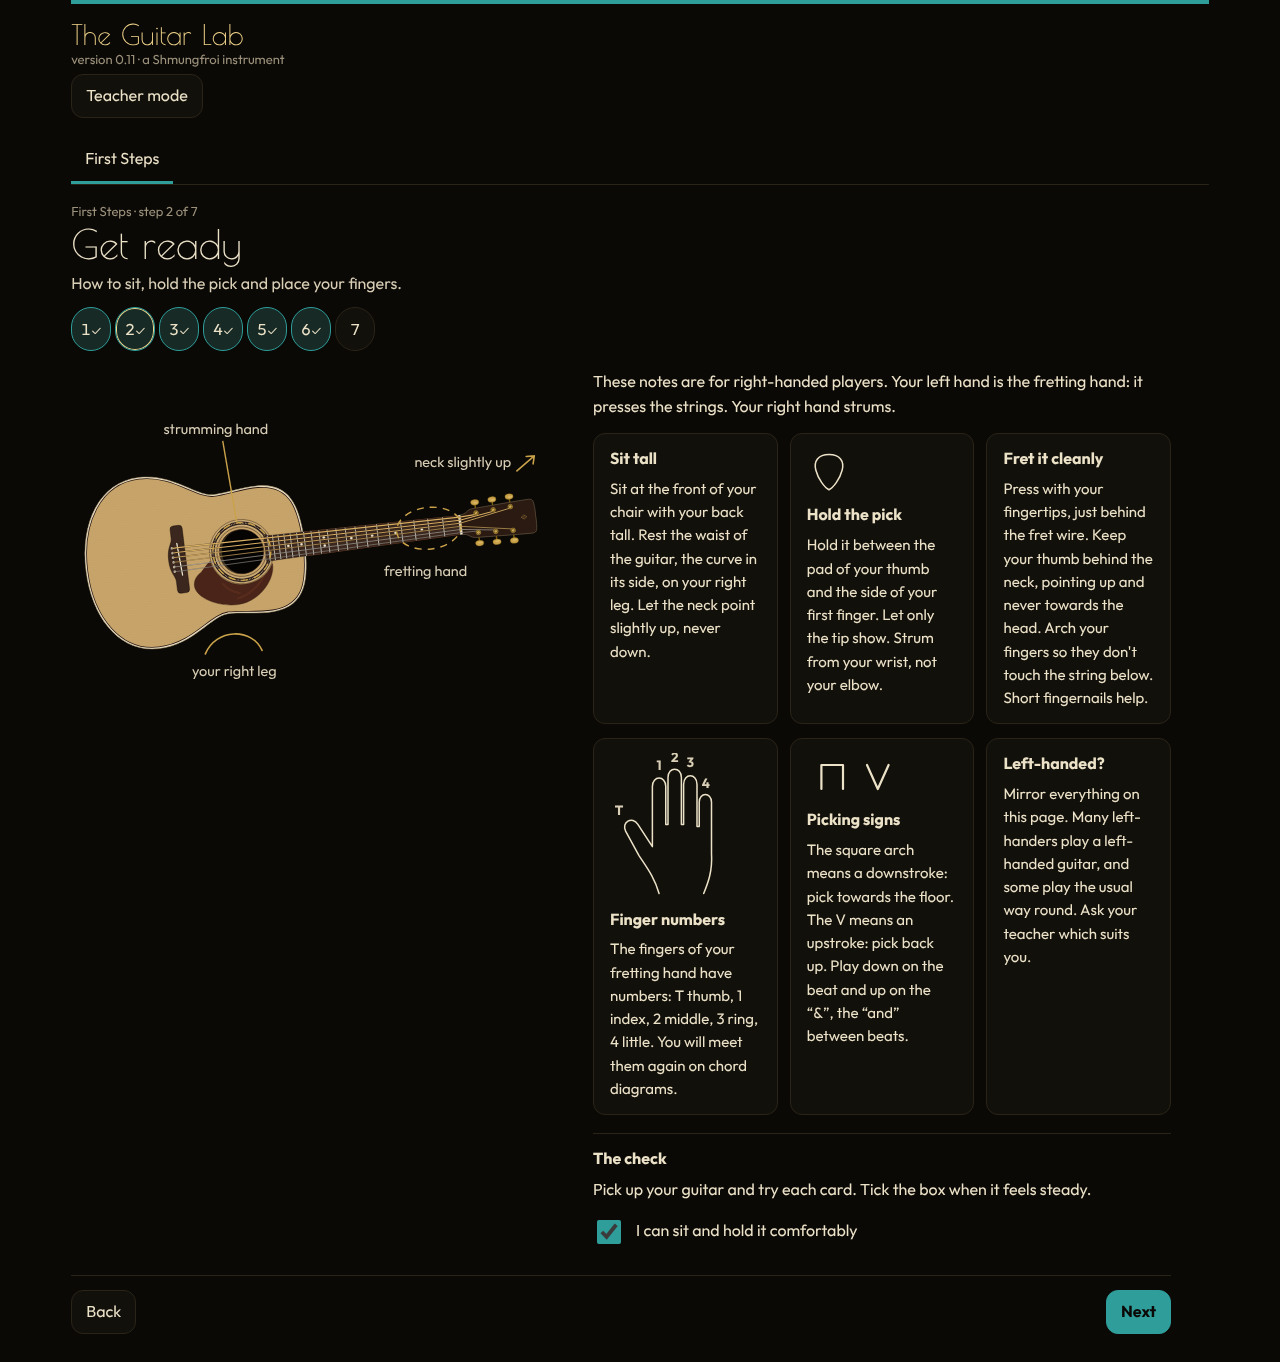 The Guitar Lab
version 0.11 · a Shmungfroi instrument
Teacher mode
First Steps
First Steps · step 2 of 7
Get ready
How to sit, hold the pick and place your fingers.
1✓ 2✓ 3✓ 4✓ 5✓ 6✓ 7
strumming hand
neck slightly up
fretting hand
your right leg
These notes are for right-handed players. Your left hand is the fretting hand: it
presses the strings. Your right hand strums.
Sit tall
Sit at the front of your
chair with your back
tall. Rest the waist of
the guitar, the curve in
its side, on your right
leg. Let the neck point
slightly up, never
down.
Hold the pick
Hold it between the
pad of your thumb
and the side of your
first finger. Let only
the tip show. Strum
from your wrist, not
your elbow.
Fret it cleanly
Press with your
fingertips, just behind
the fret wire. Keep
your thumb behind the
neck, pointing up and
never towards the
head. Arch your
fingers so they don't
touch the string below.
Short fingernails help.
T 1 2 3 4
Finger numbers
The fingers of your
fretting hand have
numbers: T thumb, 1
index, 2 middle, 3 ring,
4 little. You will meet
them again on chord
diagrams.
Picking signs
The square arch
means a downstroke:
pick towards the floor.
The V means an
upstroke: pick back
up. Play down on the
beat and up on the
“&”, the “and”
between beats.
Left-handed?
Mirror everything on
this page. Many left-
handers play a left-
handed guitar, and
some play the usual
way round. Ask your
teacher which suits
you.
The check
Pick up your guitar and try each card. Tick the box when it feels steady.
I can sit and hold it comfortably
Back
Next